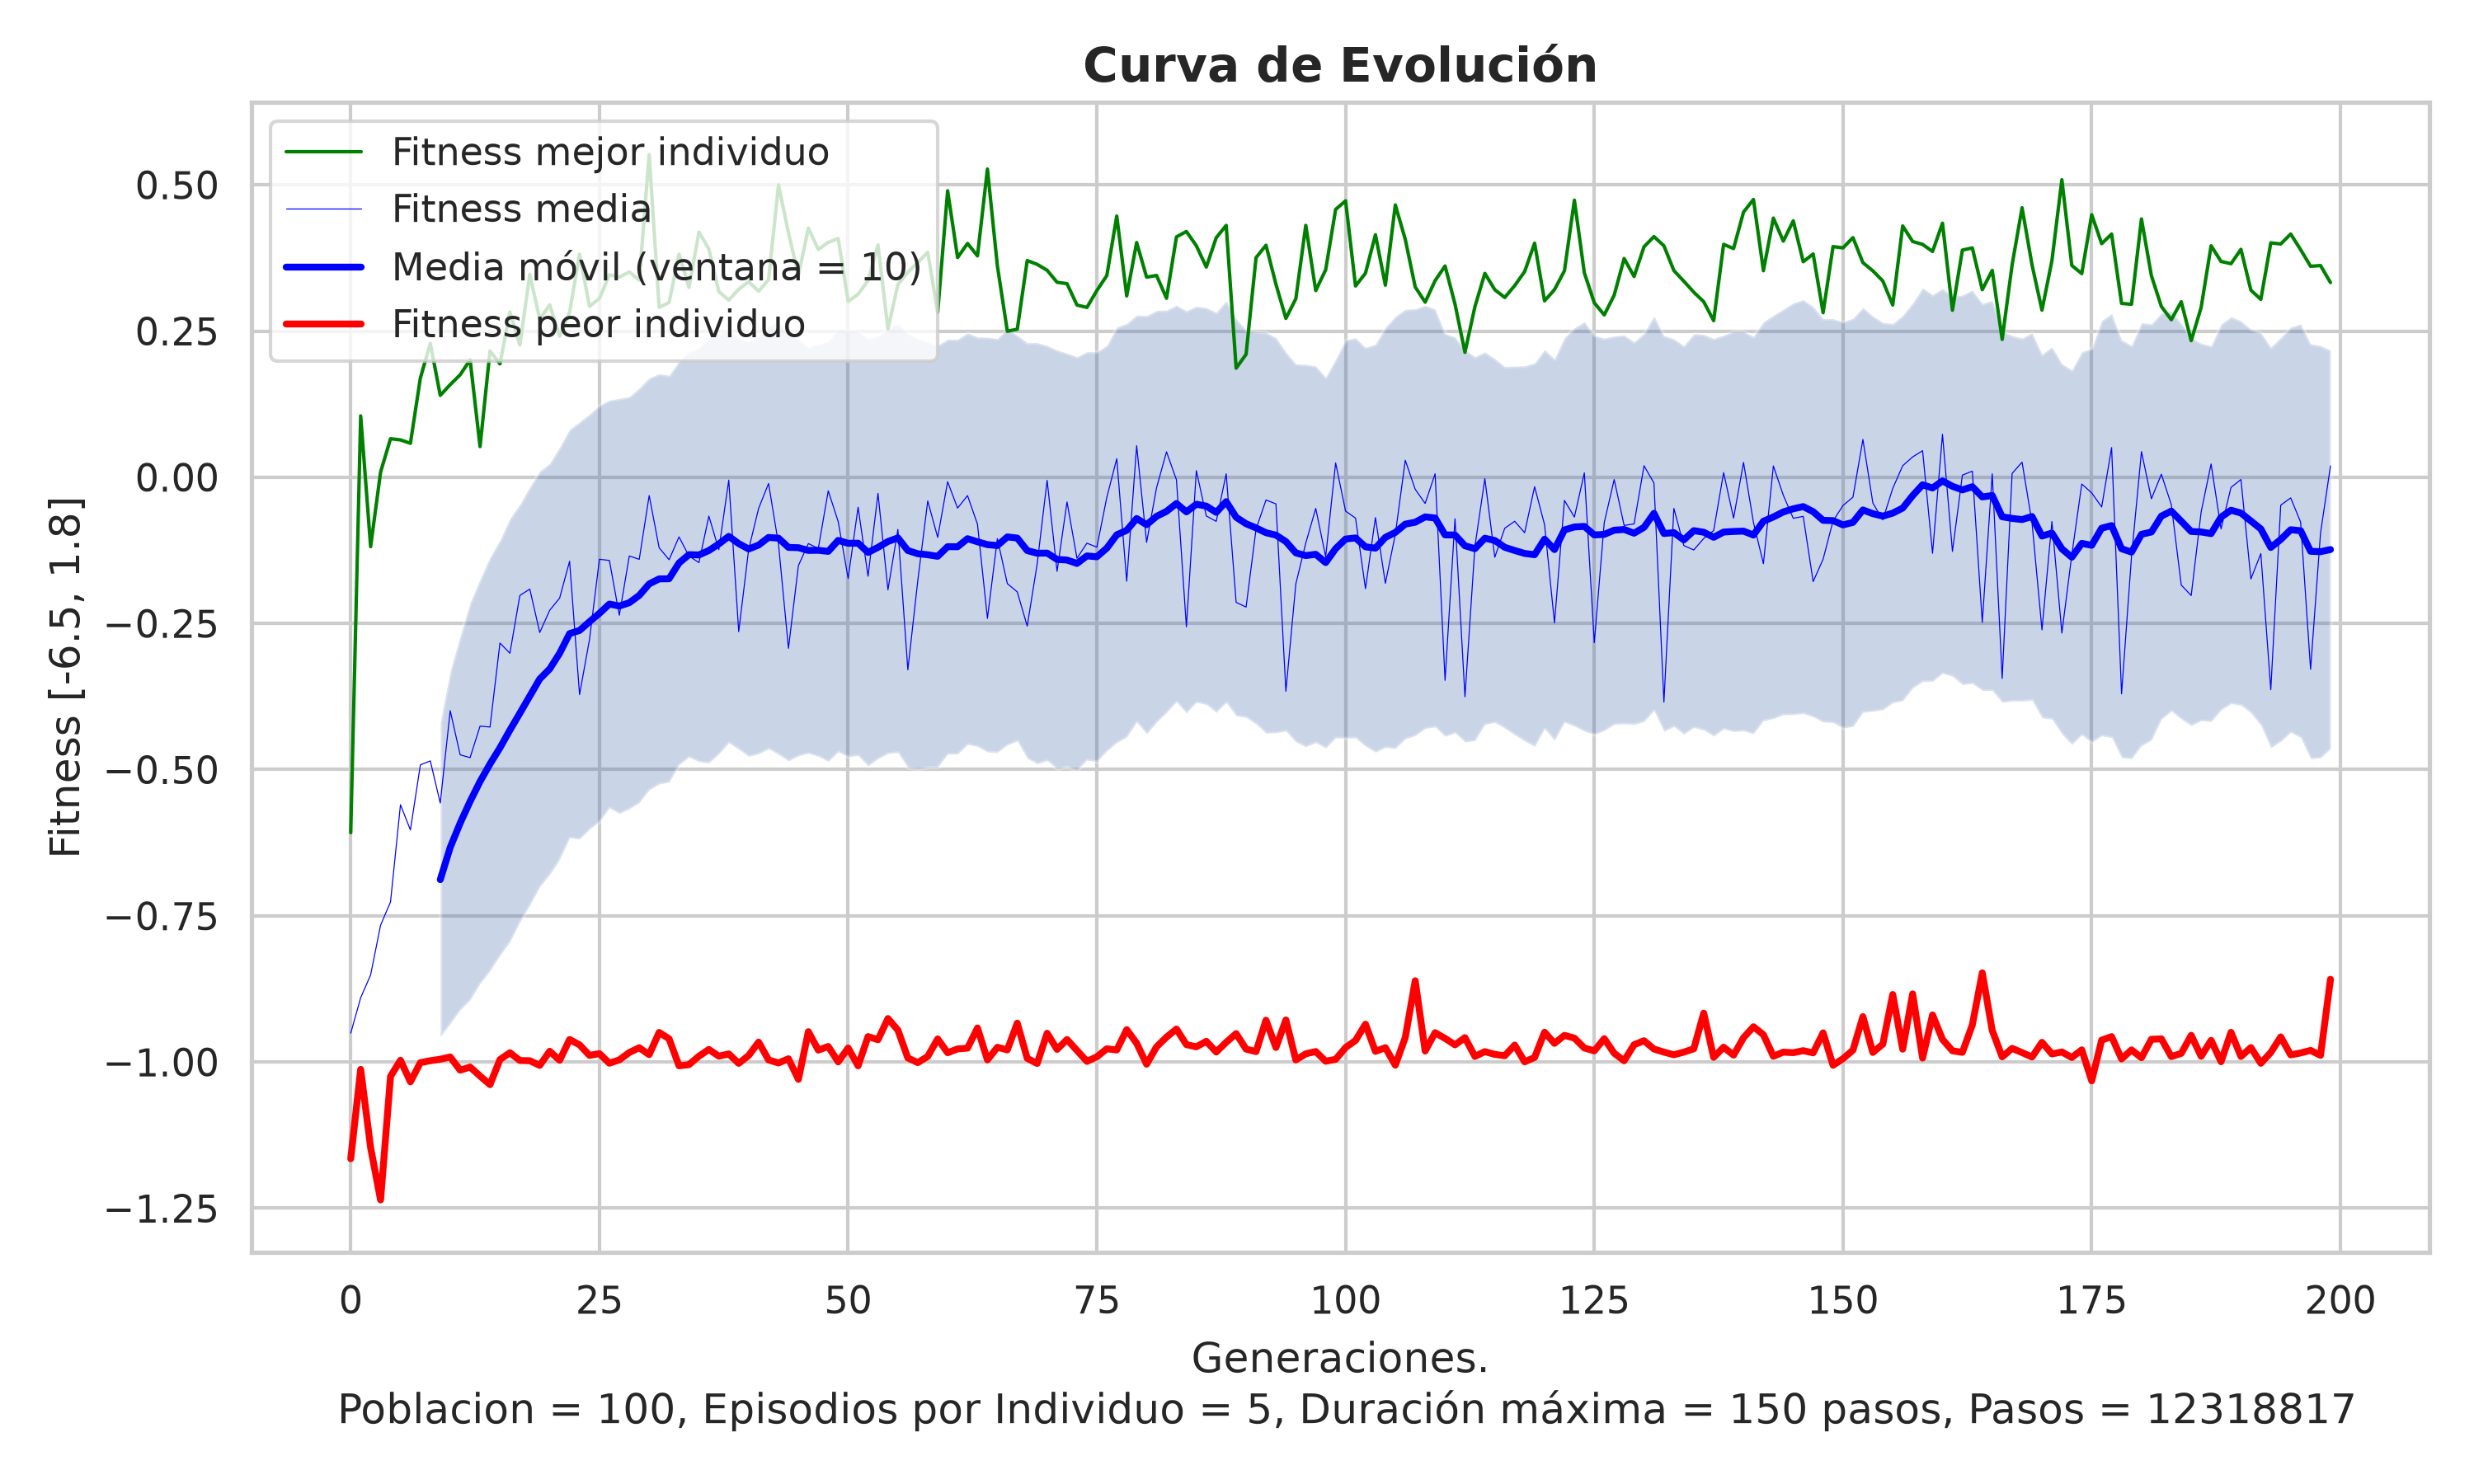 Curva de Evolución
Fitness mejor individuo
Fitness media
Media móvil (ventana = 10)
Fitness peor individuo
0.50
0.25
0.00
−0.25
−0.50
−0.75
−1.00
−1.25
Fitness [-6.5, 1.8]
0 25 50 75 100 125 150 175 200
Generaciones.
Poblacion = 100, Episodios por Individuo = 5, Duración máxima = 150 pasos, Pasos = 12318817